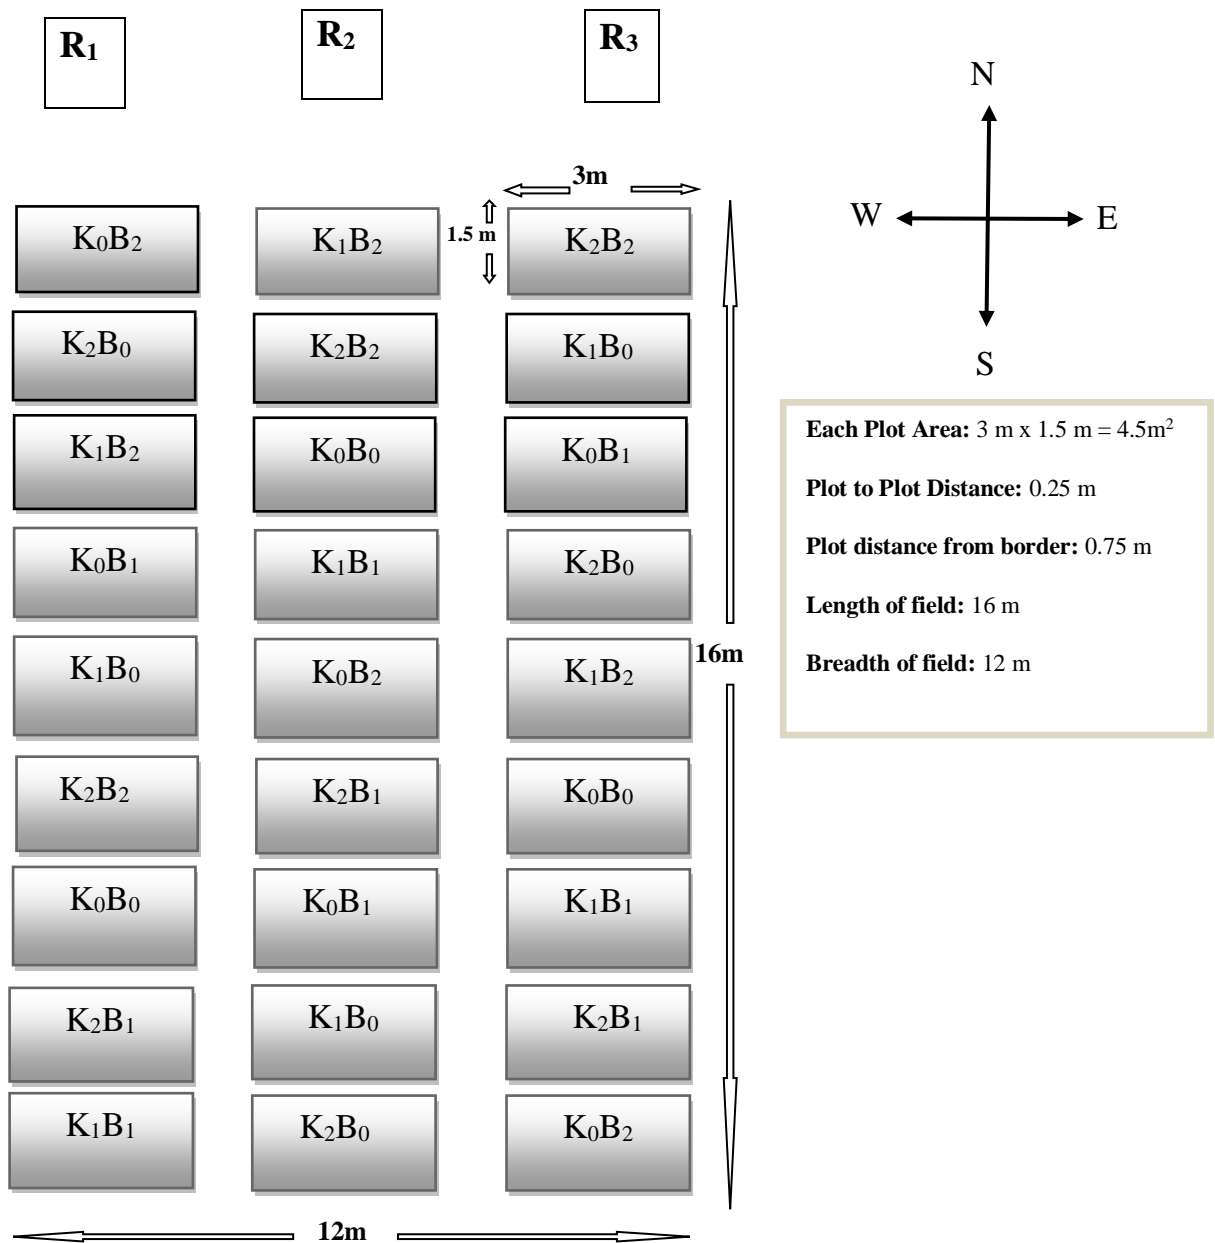 R₁ R₂ R₃
N
3m
W E
1.5 m
K₀B₂ K₁B₂ K₂B₂
K₂B₀ K₂B₂ K₁B₀
S
Each Plot Area: 3 m x 1.5 m = 4.5m²
K₁B₂ K₀B₀ K₀B₁
Plot to Plot Distance: 0.25 m
Plot distance from border: 0.75 m
K₀B₁ K₁B₁ K₂B₀
Length of field: 16 m
16m
Breadth of field: 12 m
K₁B₀ K₀B₂ K₁B₂
K₂B₂ K₂B₁ K₀B₀
K₀B₀ K₀B₁ K₁B₁
K₂B₁ K₁B₀ K₂B₁
K₁B₁ K₂B₀ K₀B₂
12m